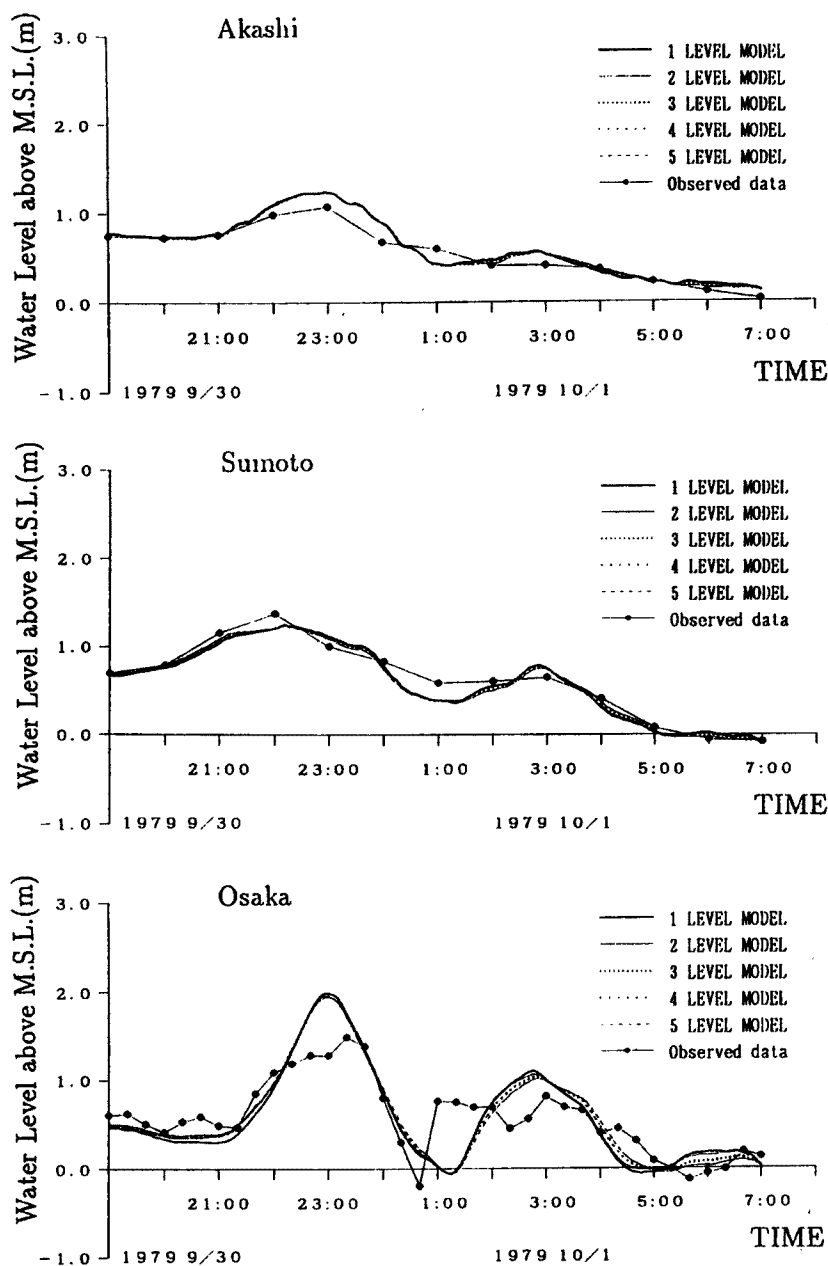 Akashi
Water Level above M.S.L.(m)
3.0
2.0
1.0
0.0
-1.0
1 LEVEL MODEL
2 LEVEL MODEL
3 LEVEL MODEL
4 LEVEL MODEL
5 LEVEL MODEL
Observed data
21:00 23:00 1:00 3:00 5:00 7:00
TIME
1979 9/30 1979 10/1
Sumoto
Water Level above M.S.L.(m)
3.0
2.0
1.0
0.0
-1.0
1 LEVEL MODEL
2 LEVEL MODEL
3 LEVEL MODEL
4 LEVEL MODEL
5 LEVEL MODEL
Observed data
21:00 23:00 1:00 3:00 5:00 7:00
TIME
1979 9/30 1979 10/1
Osaka
Water Level above M.S.L.(m)
3.0
2.0
1.0
0.0
-1.0
1 LEVEL MODEL
2 LEVEL MODEL
3 LEVEL MODEL
4 LEVEL MODEL
5 LEVEL MODEL
Observed data
21:00 23:00 1:00 3:00 5:00 7:00
TIME
1979 9/30 1979 10/1